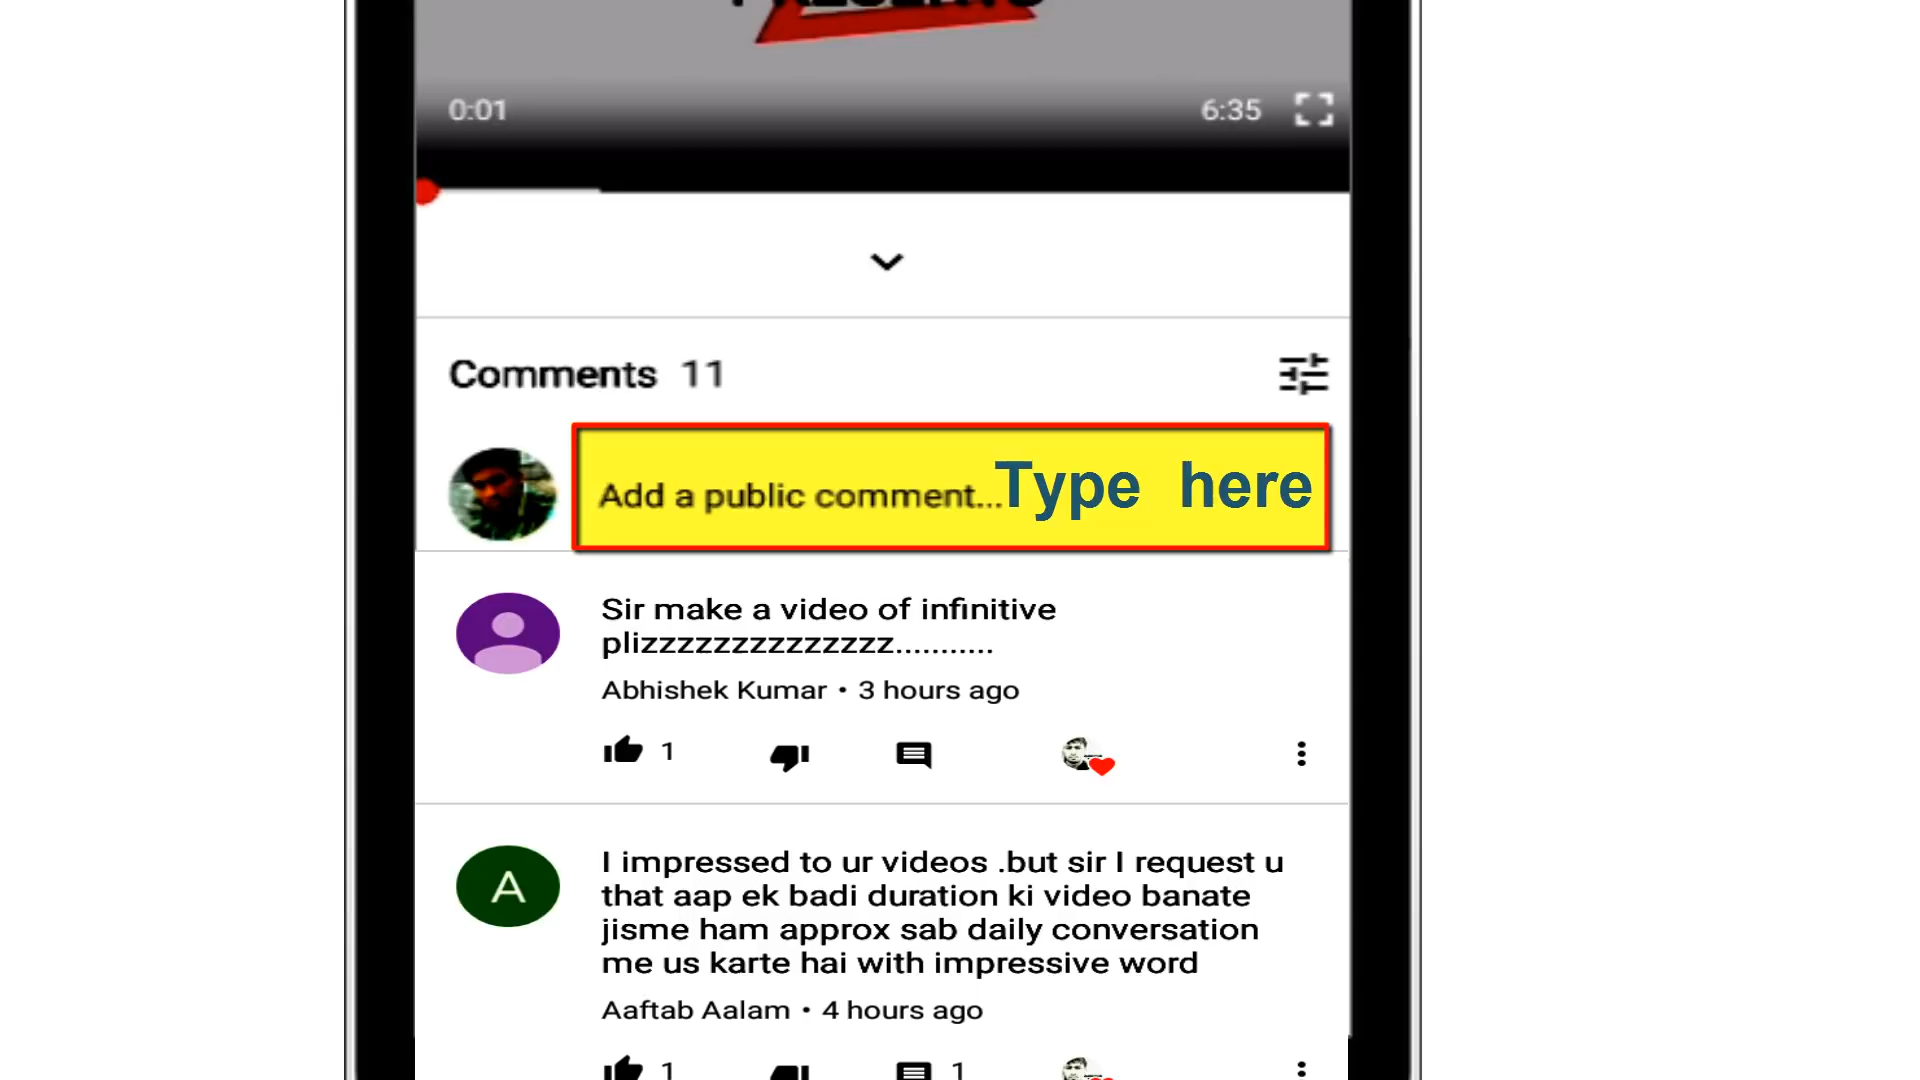 PRESENTS
0:01 6:35
Comments 11
Add a public comment... Type here
Sir make a video of infinitive
plizzzzzzzzzzzzzz...........
Abhishek Kumar • 3 hours ago
1
A
I impressed to ur videos .but sir I request u
that aap ek badi duration ki video banate
jisme ham approx sab daily conversation
me us karte hai with impressive word
Aaftab Aalam • 4 hours ago
1 1